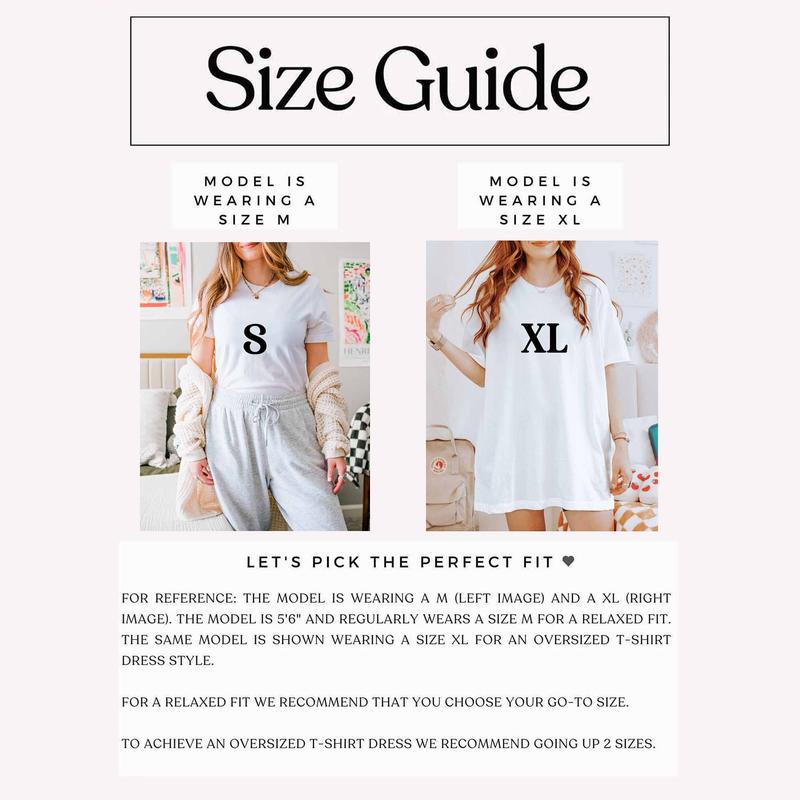 Size Guide
MODEL IS
WEARING A
SIZE M
MODEL IS
WEARING A
SIZE XL
S
XL
HENRI
LET'S PICK THE PERFECT FIT ♥
FOR REFERENCE: THE MODEL IS WEARING A M (LEFT IMAGE) AND A XL (RIGHT
IMAGE). THE MODEL IS 5'6" AND REGULARLY WEARS A SIZE M FOR A RELAXED FIT.
THE SAME MODEL IS SHOWN WEARING A SIZE XL FOR AN OVERSIZED T-SHIRT
DRESS STYLE.
FOR A RELAXED FIT WE RECOMMEND THAT YOU CHOOSE YOUR GO-TO SIZE.
TO ACHIEVE AN OVERSIZED T-SHIRT DRESS WE RECOMMEND GOING UP 2 SIZES.